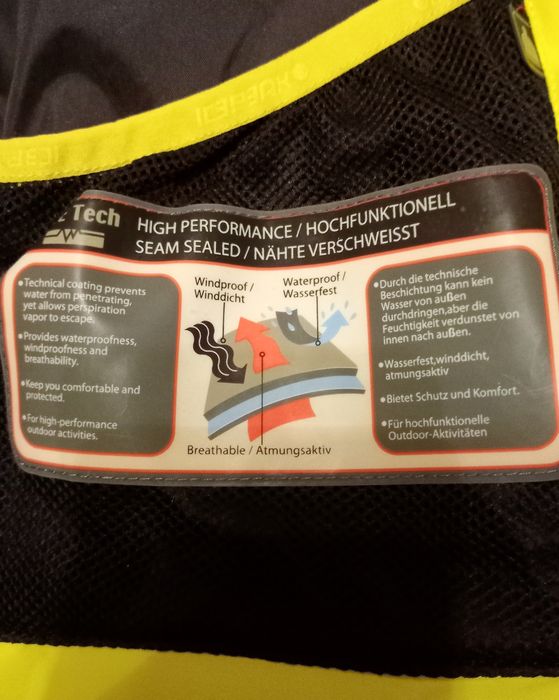 ICEPEAK
Tech
HIGH PERFORMANCE / HOCHFUNKTIONELL
SEAM SEALED / NÄHTE VERSCHWEISST
•Technical coating prevents
water from penetrating,
yet allows perspiration
vapor to escape.
•Provides waterproofness,
windproofness and
breathability.
•Keep you comfortable and
protected.
•For high-performance
outdoor activities.
Windproof /
Winddicht
Waterproof /
Wasserfest
Breathable / Atmungsaktiv
•Durch die technische
Beschichtung kann kein
Wasser von außen
durchdringen,aber die
Feuchtigkeit verdunstet von
innen nach außen.
•Wasserfest,winddicht,
atmungsaktiv
•Bietet Schutz und Komfort.
•Für hochfunktionelle
Outdoor-Aktivitäten